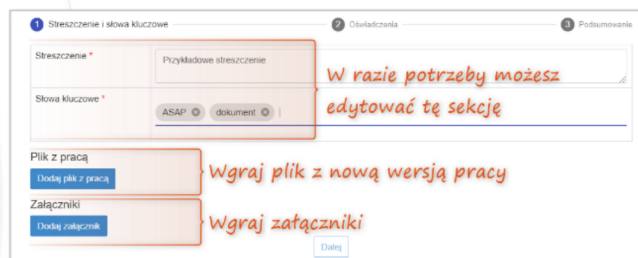 1 Streszczenie i słowa kluczowe 2 Oświadczenia 3 Podsumowanie
Streszczenie *
Przykładowe streszczenie
W razie potrzeby możesz
edytować tę sekcję
Słowa kluczowe *
ASAP dokument
Plik z pracą
Dodaj plik z pracą
Wgraj plik z nową wersją pracy
Załączniki
Dodaj załącznik
Wgraj załączniki
Dalej